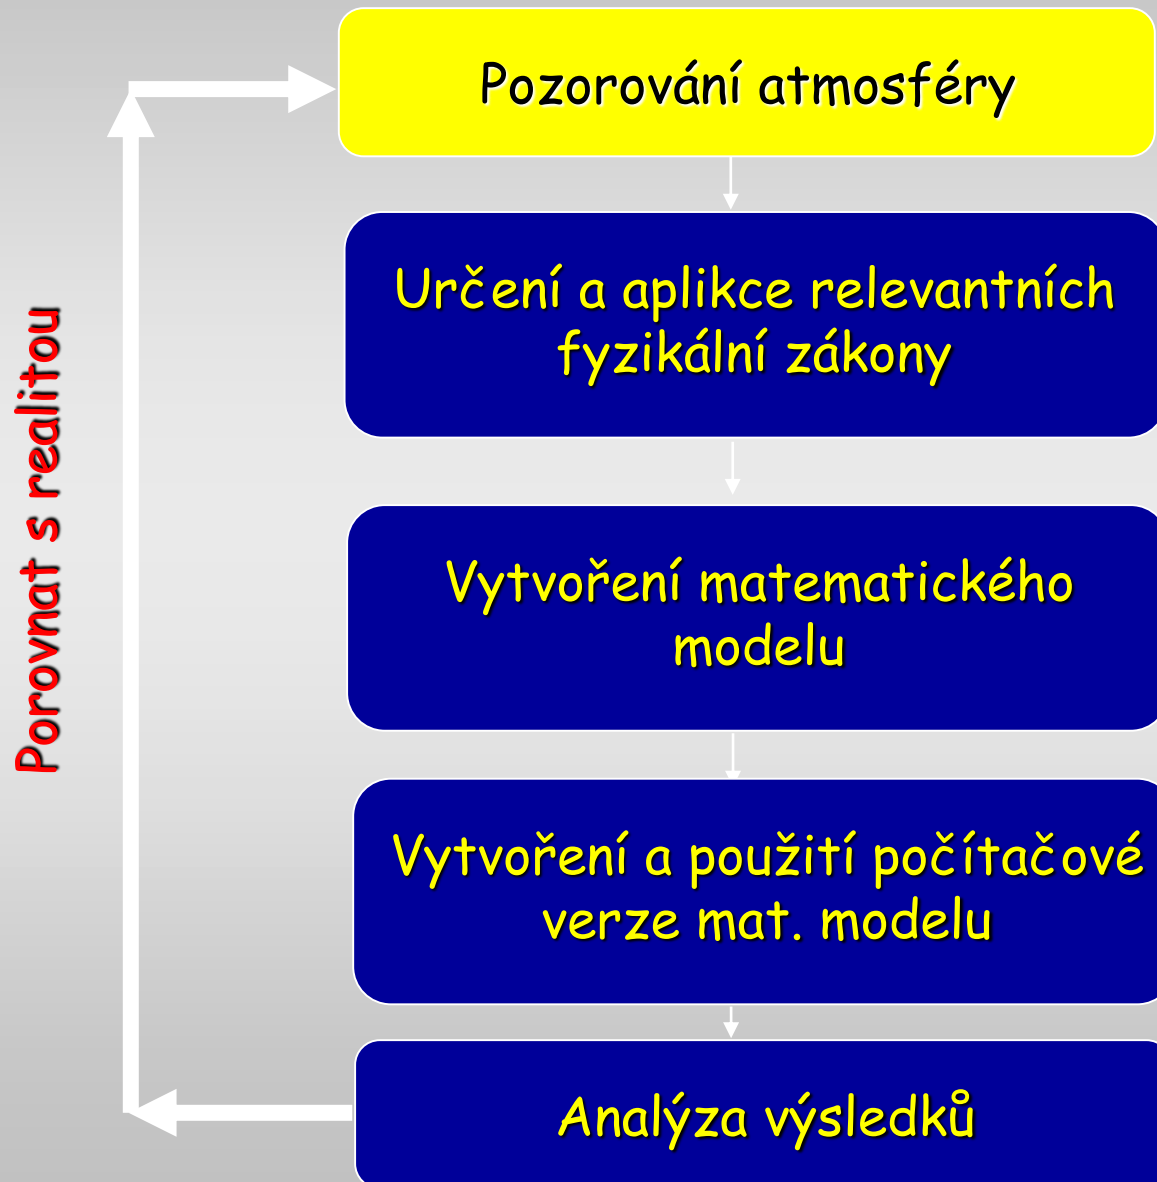 Pozorování atmosféry
Určení a aplikce relevantních
fyzikální zákony
Vytvoření matematického
modelu
Vytvoření a použití počítačové
verze mat. modelu
Analýza výsledků
Porovnat s realitou